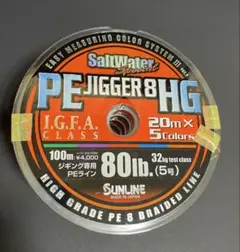 EASY MEASURING COLOR SYSTEM
SaltWater
Special
PE JIGGER 8 HG
I.G.F.A.
CLASS
20m×
5 Colors
100m ¥4,000
ジギング専用
PEライン
80lb.
32kg test class
(5号)
SUNLINE
MADE IN JAPAN
HIGH GRADE PE 8 BRAIDED LINE